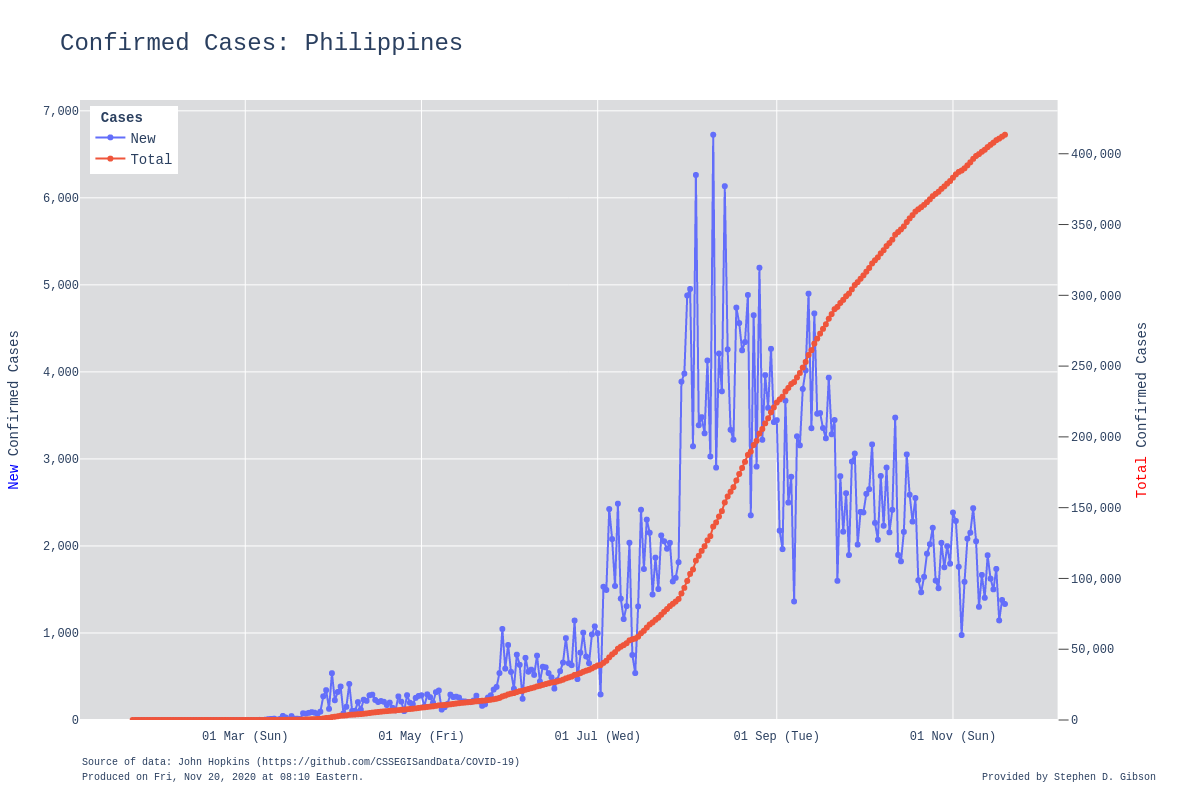 Confirmed Cases: Philippines
Cases
New
Total
7,000
6,000
5,000
4,000
3,000
2,000
1,000
0
New Confirmed Cases
400,000
350,000
300,000
250,000
200,000
150,000
100,000
50,000
0
Total Confirmed Cases
01 Mar (Sun)
01 May (Fri)
01 Jul (Wed)
01 Sep (Tue)
01 Nov (Sun)
Source of data: John Hopkins (https://github.com/CSSEGISandData/COVID-19)
Produced on Fri, Nov 20, 2020 at 08:10 Eastern.
Provided by Stephen D. Gibson